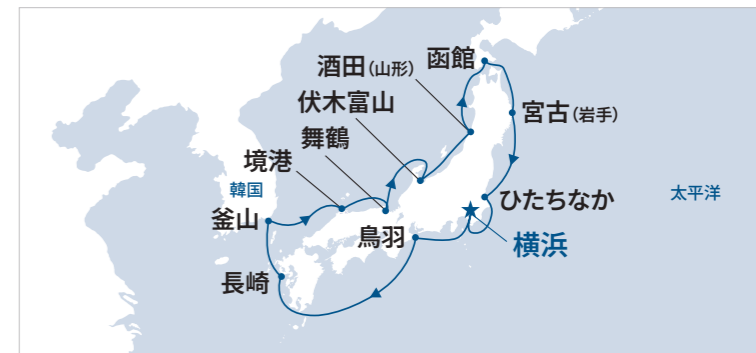 函館
酒田(山形)
伏木富山
宮古(岩手)
舞鶴
境港
韓国
太平洋
ひたちなか
釜山
鳥羽
横浜
長崎